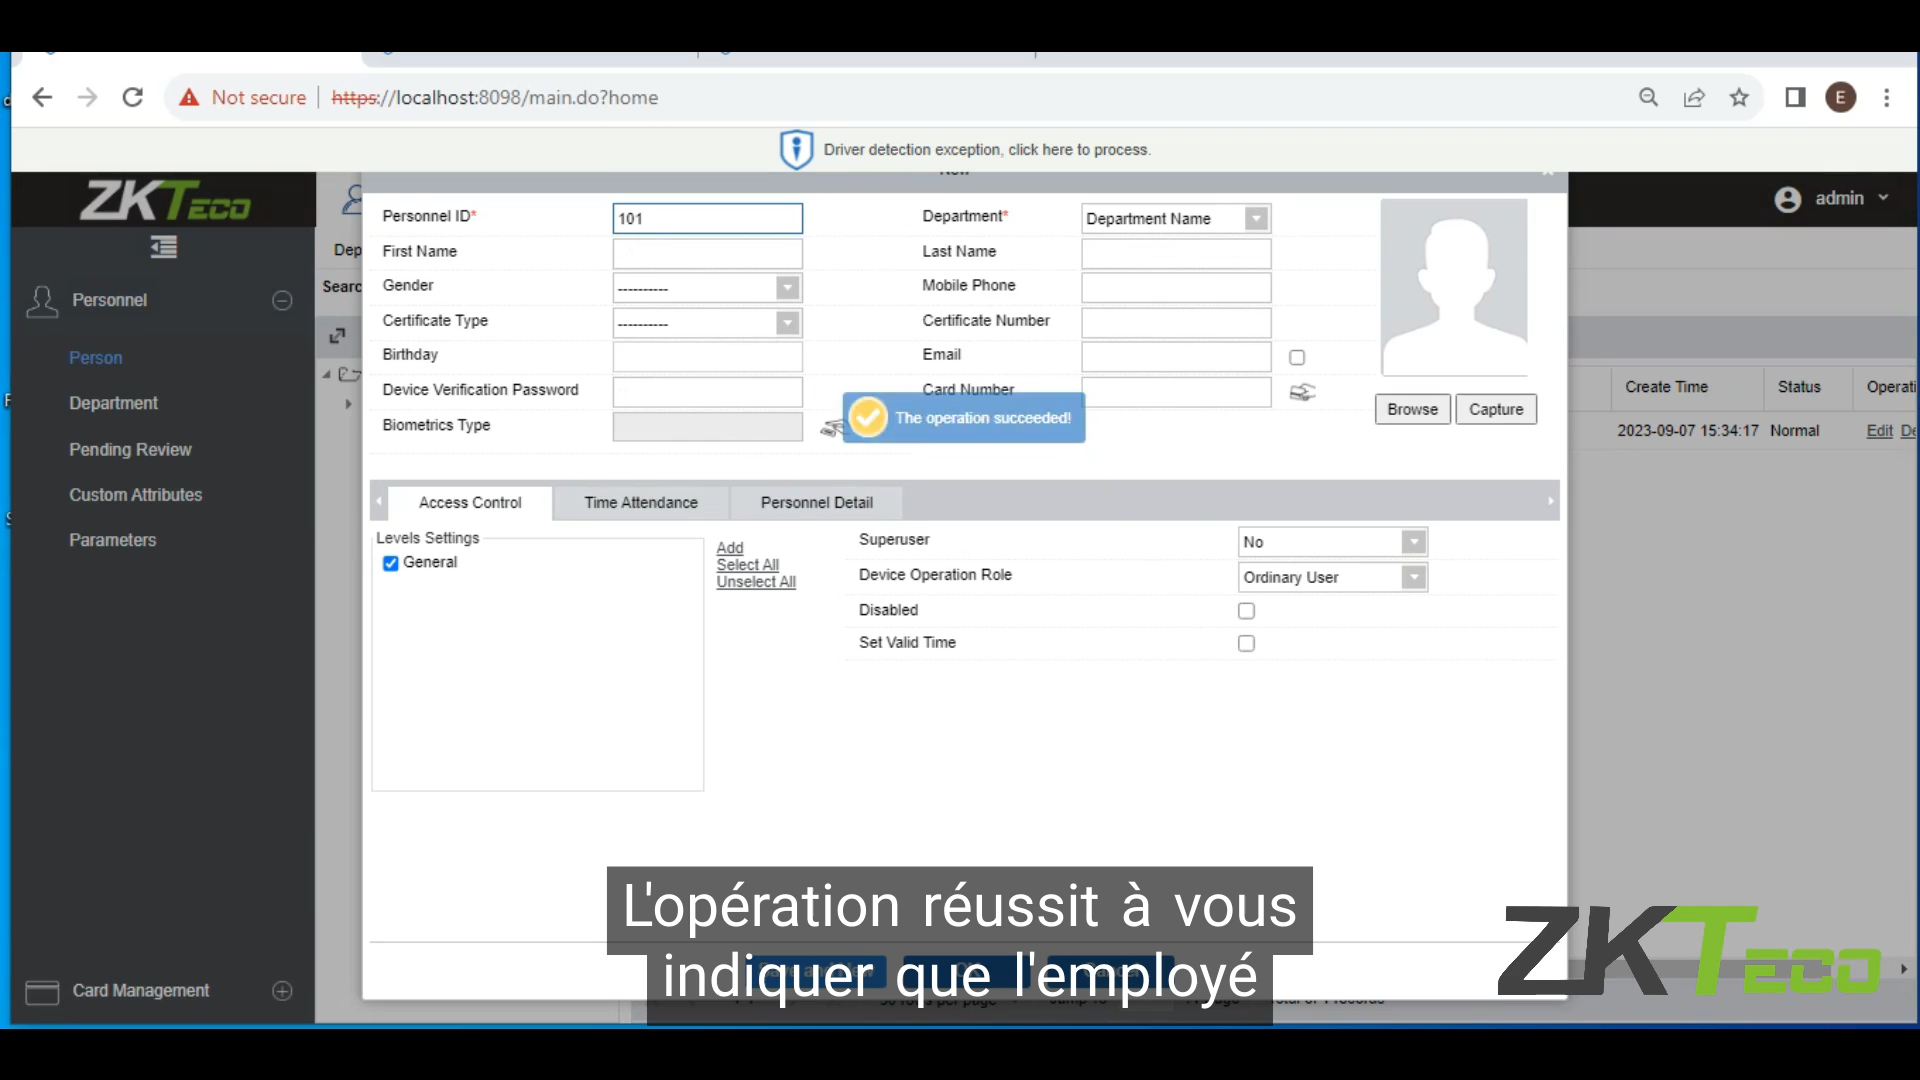 Not secure | https://localhost:8098/main.do?home
E
Driver detection exception, click here to process.
ZKTeco
admin
New
Personnel ID* 101 Department* Department Name
First Name Last Name
Gender ---------- Mobile Phone
Certificate Type ---------- Certificate Number
Birthday Email
Device Verification Password Card Number
Biometrics Type
The operation succeeded!
Browse Capture
Dep
Searc
Personnel
Person
Department
Pending Review
Custom Attributes
Parameters
Card Management
Create Time Status Operati
2023-09-07 15:34:17 Normal Edit De
Access Control Time Attendance Personnel Detail
Levels Settings
General
Add
Select All
Unselect All
Superuser No
Device Operation Role Ordinary User
Disabled
Set Valid Time
L'opération réussit à vous
indiquer que l'employé
ZKTeco